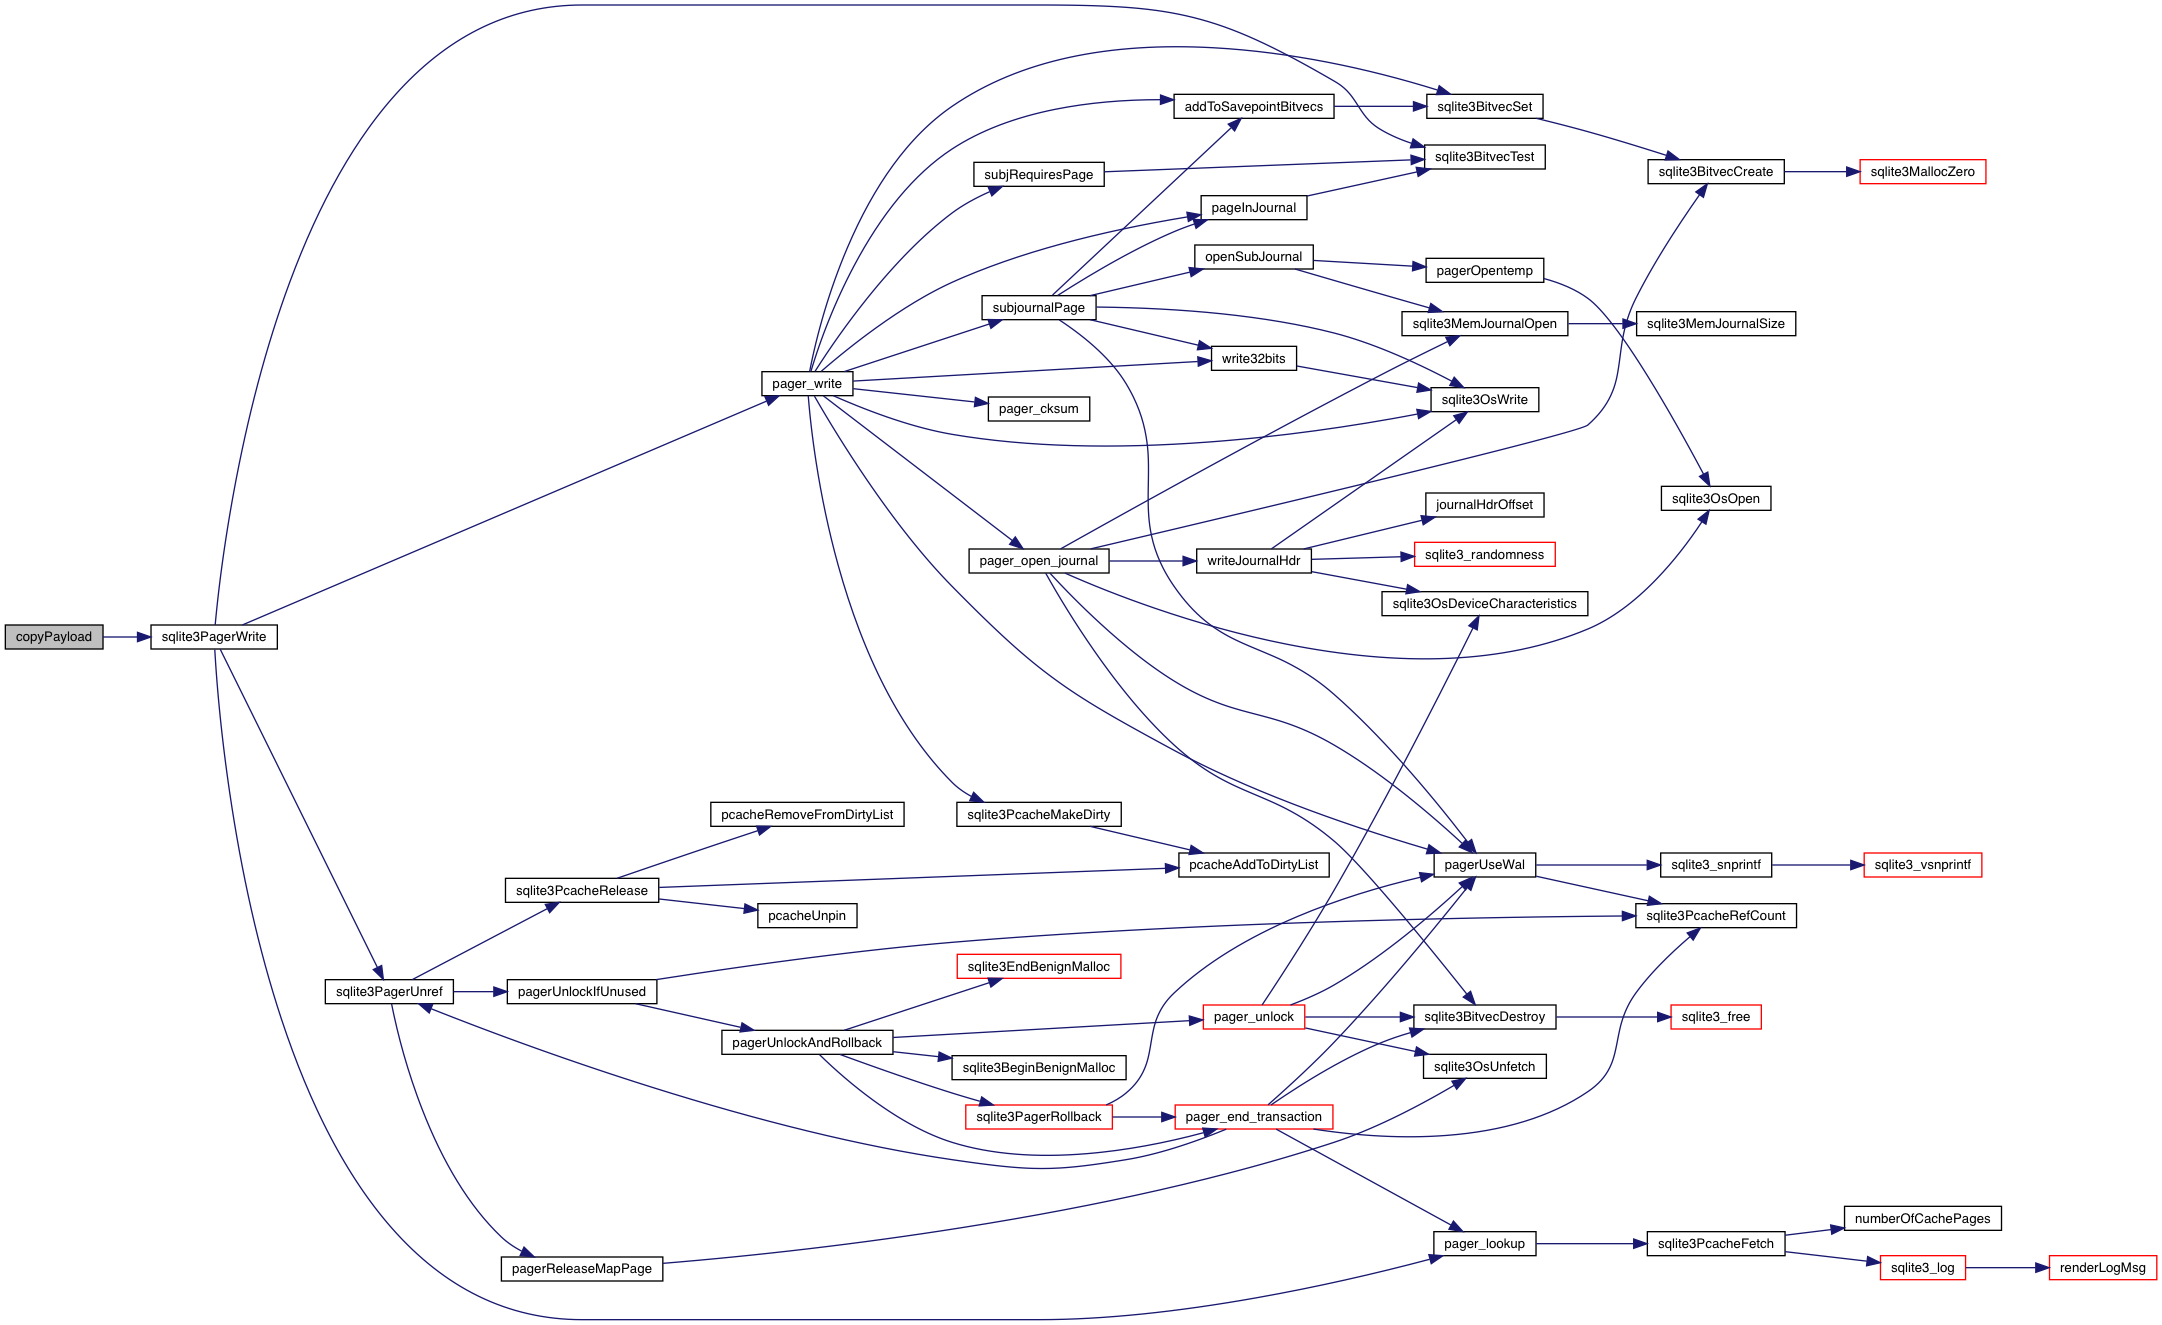 copyPayload
sqlite3PagerWrite
pager_write
addToSavepointBitvecs
sqlite3BitvecSet
subjRequiresPage
sqlite3BitvecTest
sqlite3BitvecCreate
sqlite3MallocZero
pageInJournal
openSubJournal
pagerOpentemp
subjournalPage
sqlite3MemJournalOpen
sqlite3MemJournalSize
write32bits
pager_cksum
sqlite3OsWrite
journalHdrOffset
sqlite3OsOpen
pager_open_journal
writeJournalHdr
sqlite3_randomness
sqlite3OsDeviceCharacteristics
pcacheRemoveFromDirtyList
sqlite3PcacheMakeDirty
pcacheAddToDirtyList
pagerUseWal
sqlite3_snprintf
sqlite3_vsnprintf
sqlite3PcacheRelease
pcacheUnpin
sqlite3PcacheRefCount
sqlite3EndBenignMalloc
sqlite3PagerUnref
pagerUnlockIfUnused
pager_unlock
sqlite3BitvecDestroy
sqlite3_free
pagerUnlockAndRollback
sqlite3BeginBenignMalloc
sqlite3OsUnfetch
sqlite3PagerRollback
pager_end_transaction
numberOfCachePages
pager_lookup
sqlite3PcacheFetch
pagerReleaseMapPage
sqlite3_log
renderLogMsg